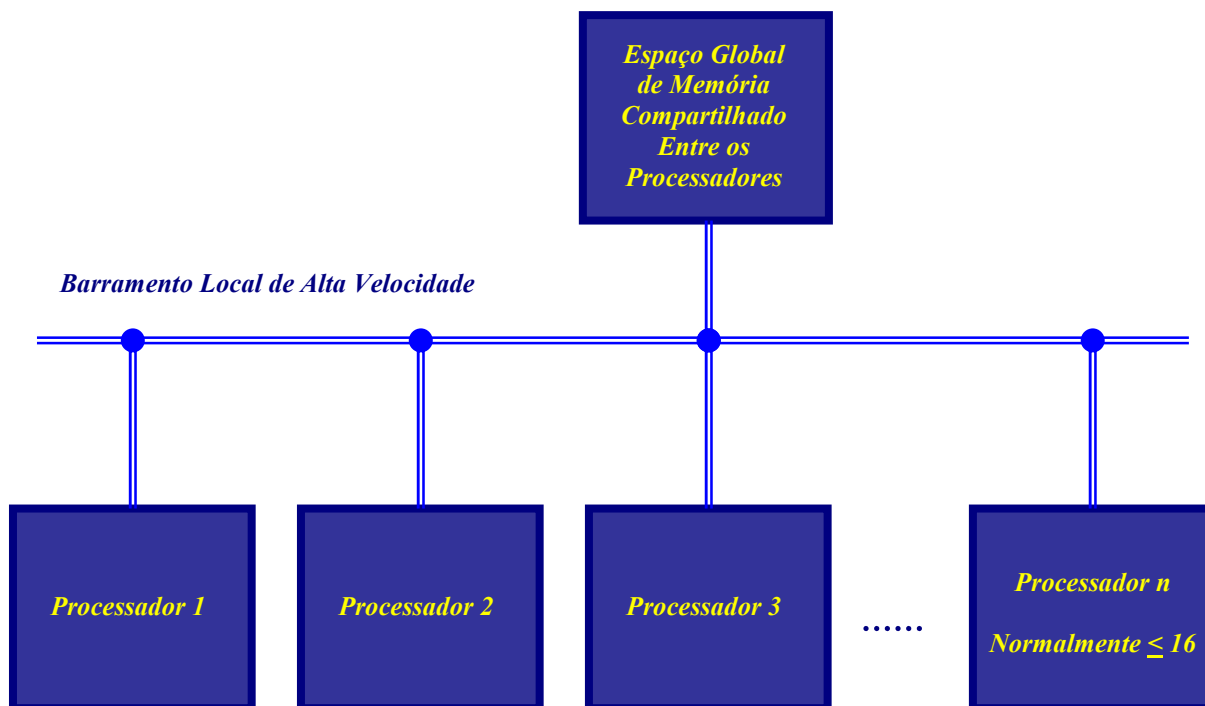 Espaço Global
de Memória
Compartilhado
Entre os
Processadores
Barramento Local de Alta Velocidade
Processador 1
Processador 2
Processador 3
......
Processador n
Normalmente ≤ 16